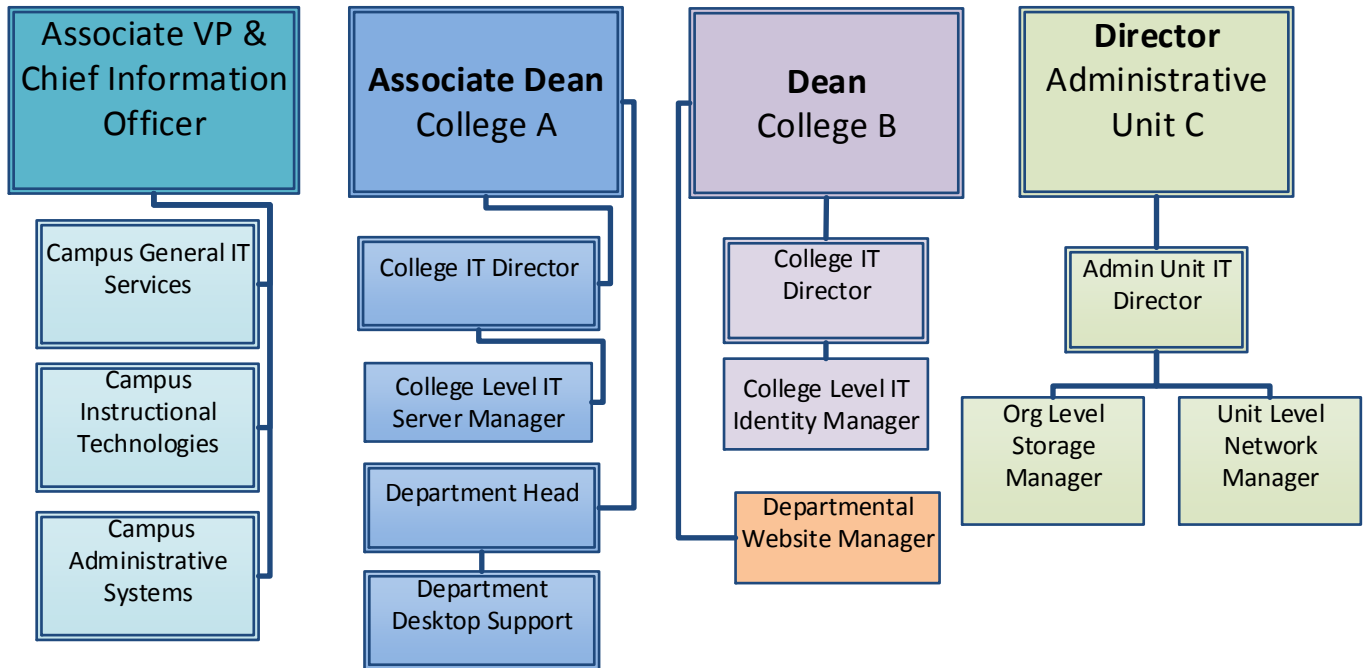 Associate VP &
Chief Information
Officer
Campus General IT
Services
Campus
Instructional
Technologies
Campus
Administrative
Systems
Associate Dean
College A
College IT Director
College Level IT
Server Manager
Department Head
Department
Desktop Support
Dean
College B
College IT
Director
College Level IT
Identity Manager
Departmental
Website Manager
Director
Administrative
Unit C
Admin Unit IT
Director
Org Level
Storage
Manager
Unit Level
Network
Manager